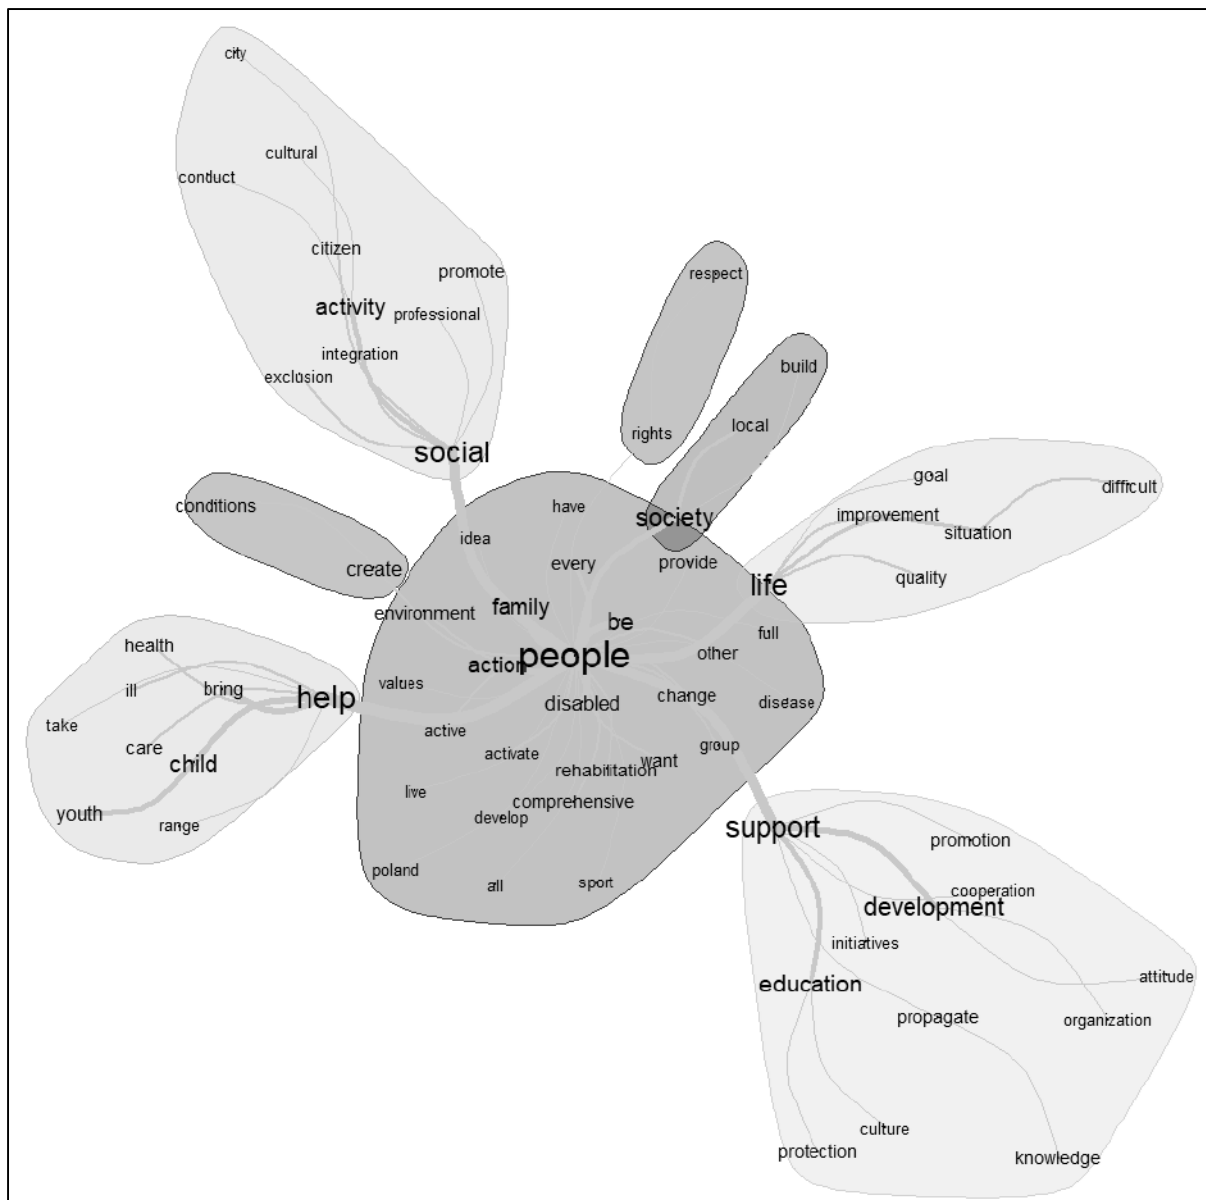 city
cultural
conduct
citizen
promote
activity
professional
integration
exclusion
social
respect
rights
build
local
society
conditions
create
have
idea
every
provide
environment
family
be
people
action
values
other
full
disabled
change
disease
active
group
activate
want
rehabilitation
live
comprehensive
develop
poland
all
sport
life
goal
difficult
improvement
situation
quality
health
ill
bring
help
take
care
child
youth
range
support
promotion
cooperation
development
initiatives
education
attitude
propagate
organization
culture
protection
knowledge